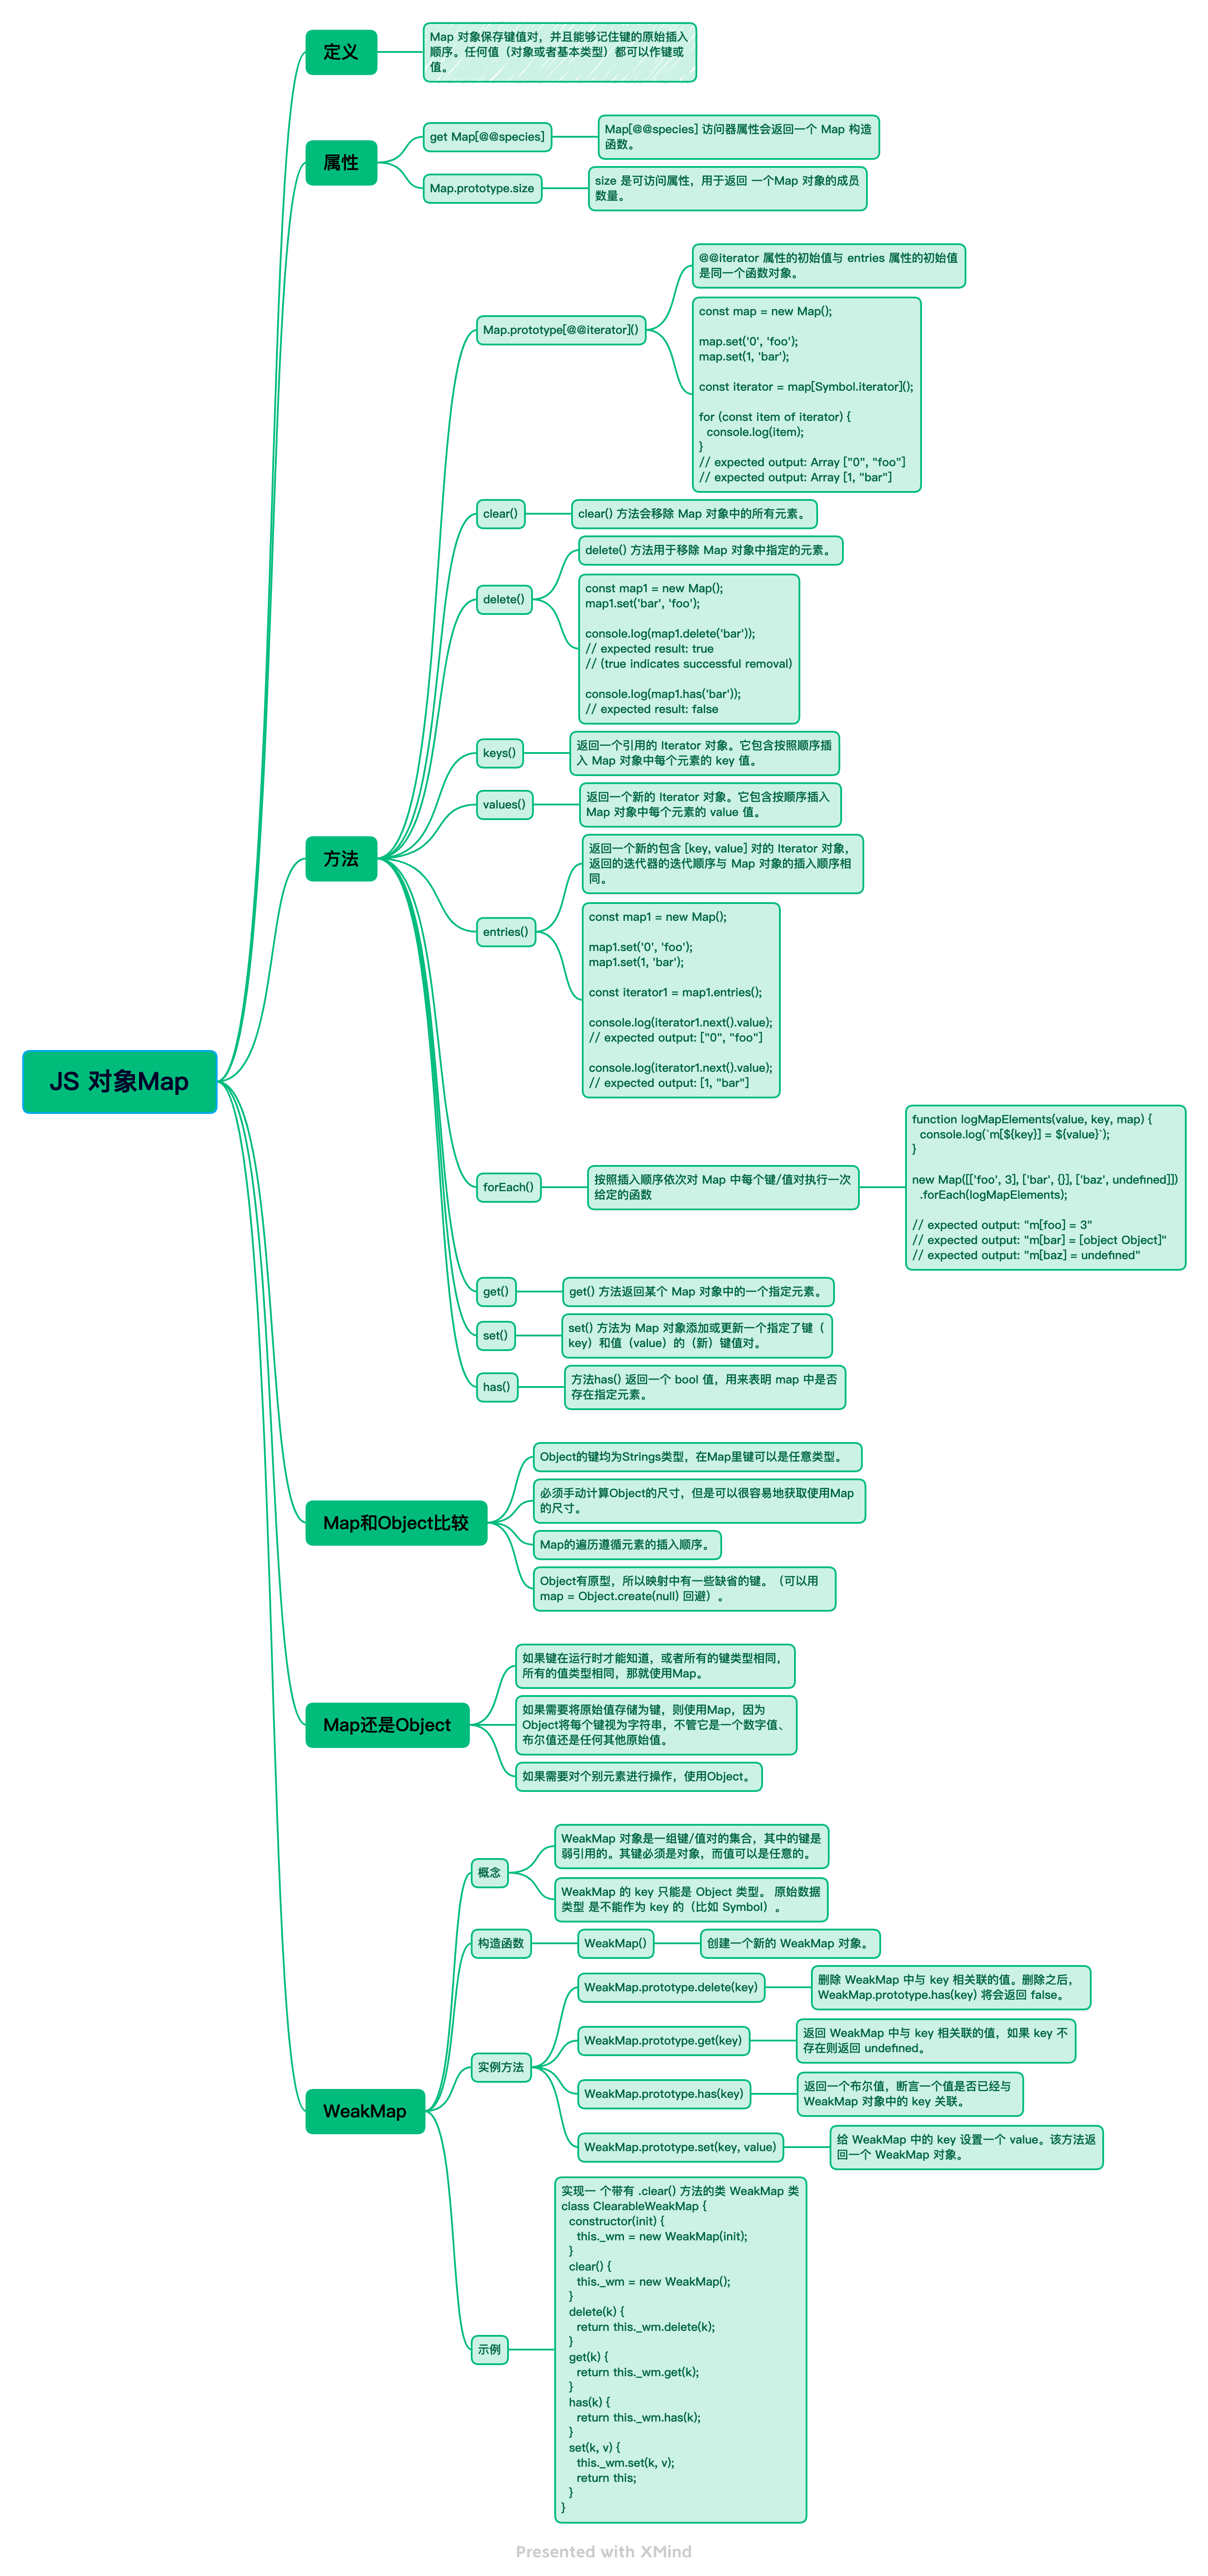 定义
Map 对象保存键值对，并且能够记住键的原始插入
顺序。任何值（对象或者基本类型）都可以作键或
值。
属性
get Map[@@species]
Map[@@species] 访问器属性会返回一个 Map 构造
函数。
Map.prototype.size
size 是可访问属性，用于返回 一个Map 对象的成员
数量。
方法
Map.prototype[@@iterator]()
@@iterator 属性的初始值与 entries 属性的初始值
是同一个函数对象。
const map = new Map();
map.set('0', 'foo');
map.set(1, 'bar');
const iterator = map[Symbol.iterator]();
for (const item of iterator) {
console.log(item);
}
// expected output: Array ["0", "foo"]
// expected output: Array [1, "bar"]
clear()
clear() 方法会移除 Map 对象中的所有元素。
delete()
delete() 方法用于移除 Map 对象中指定的元素。
const map1 = new Map();
map1.set('bar', 'foo');
console.log(map1.delete('bar'));
// expected result: true
// (true indicates successful removal)
console.log(map1.has('bar'));
// expected result: false
keys()
返回一个引用的 Iterator 对象。它包含按照顺序插
入 Map 对象中每个元素的 key 值。
values()
返回一个新的 Iterator 对象。它包含按顺序插入
Map 对象中每个元素的 value 值。
entries()
返回一个新的包含 [key, value] 对的 Iterator 对象，
返回的迭代器的迭代顺序与 Map 对象的插入顺序相
同。
const map1 = new Map();
map1.set('0', 'foo');
map1.set(1, 'bar');
const iterator1 = map1.entries();
console.log(iterator1.next().value);
// expected output: ["0", "foo"]
console.log(iterator1.next().value);
// expected output: [1, "bar"]
forEach()
按照插入顺序依次对 Map 中每个键/值对执行一次
给定的函数
function logMapElements(value, key, map) {
console.log(`m[${key}] = ${value}`);
}
new Map([['foo', 3], ['bar', {}], ['baz', undefined]])
.forEach(logMapElements);
// expected output: "m[foo] = 3"
// expected output: "m[bar] = [object Object]"
// expected output: "m[baz] = undefined"
get()
get() 方法返回某个 Map 对象中的一个指定元素。
set()
set() 方法为 Map 对象添加或更新一个指定了键（
key）和值（value）的（新）键值对。
has()
方法has() 返回一个 bool 值，用来表明 map 中是否
存在指定元素。
JS 对象Map
Map和Object比较
Object的键均为Strings类型，在Map里键可以是任意类型。
必须手动计算Object的尺寸，但是可以很容易地获取使用Map
的尺寸。
Map的遍历遵循元素的插入顺序。
Object有原型，所以映射中有一些缺省的键。（可以用
map = Object.create(null) 回避）。
Map还是Object
如果键在运行时才能知道，或者所有的键类型相同，
所有的值类型相同，那就使用Map。
如果需要将原始值存储为键，则使用Map，因为
Object将每个键视为字符串，不管它是一个数字值、
布尔值还是任何其他原始值。
如果需要对个别元素进行操作，使用Object。
WeakMap
概念
WeakMap 对象是一组键/值对的集合，其中的键是
弱引用的。其键必须是对象，而值可以是任意的。
WeakMap 的 key 只能是 Object 类型。 原始数据
类型 是不能作为 key 的（比如 Symbol）。
构造函数
WeakMap()
创建一个新的 WeakMap 对象。
实例方法
WeakMap.prototype.delete(key)
删除 WeakMap 中与 key 相关联的值。删除之后，
WeakMap.prototype.has(key) 将会返回 false。
WeakMap.prototype.get(key)
返回 WeakMap 中与 key 相关联的值，如果 key 不
存在则返回 undefined。
WeakMap.prototype.has(key)
返回一个布尔值，断言一个值是否已经与
WeakMap 对象中的 key 关联。
WeakMap.prototype.set(key, value)
给 WeakMap 中的 key 设置一个 value。该方法返
回一个 WeakMap 对象。
示例
实现一 个带有 .clear() 方法的类 WeakMap 类
class ClearableWeakMap {
constructor(init) {
this._wm = new WeakMap(init);
}
clear() {
this._wm = new WeakMap();
}
delete(k) {
return this._wm.delete(k);
}
get(k) {
return this._wm.get(k);
}
has(k) {
return this._wm.has(k);
}
set(k, v) {
this._wm.set(k, v);
return this;
}
}
Presented with XMind